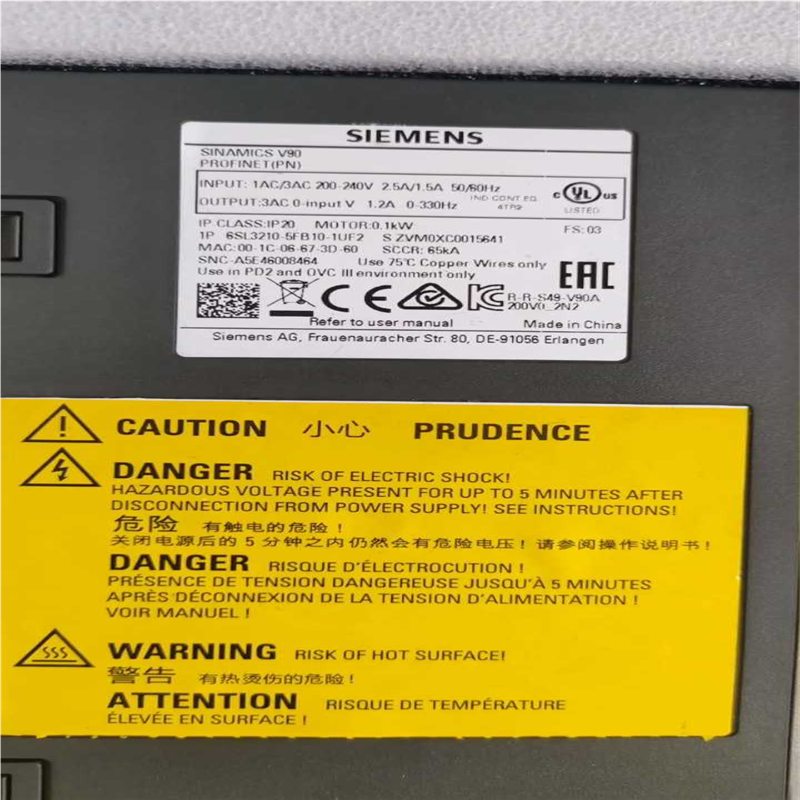 SIEMENS
SINAMICS V90
PROFINET(PN)
INPUT: 1AC/3AC 200-240V 2.5A/1.5A 50/60Hz
OUTPUT:3AC 0-input V 1.2A 0-330Hz
IND CONT EQ
41P9
c UL us
LISTED
IP CLASS:IP20 MOTOR:0.1kW FS: 03
1P 6SL3210-5FB10-1UF2 S ZVM0XC0015641
MAC:00-1C-06-67-3D-60 SCCR: 65kA
SNC-A5E46008464 Use 75℃ Copper Wires only
Use in PD2 and OVC III environment only
EAC
CE KC R-R-S49-V90A
200V0_2N2
Refer to user manual Made in China
Siemens AG, Frauenauracher Str. 80, DE-91056 Erlangen
CAUTION 小心 PRUDENCE
DANGER RISK OF ELECTRIC SHOCK!
HAZARDOUS VOLTAGE PRESENT FOR UP TO 5 MINUTES AFTER
DISCONNECTION FROM POWER SUPPLY! SEE INSTRUCTIONS!
危险 有触电的危险！
关闭电源后的 5 分钟之内仍然会有危险电压！请参阅操作说明书！
DANGER RISQUE D'ÉLECTROCUTION !
PRÉSENCE DE TENSION DANGEREUSE JUSQU'À 5 MINUTES
APRÈS DÉCONNEXION DE LA TENSION D'ALIMENTATION !
VOIR MANUEL !
WARNING RISK OF HOT SURFACE!
警告 有热烫伤的危险！
ATTENTION RISQUE DE TEMPÉRATURE
ÉLEVÉE EN SURFACE !